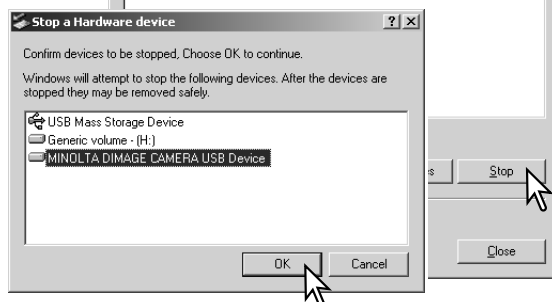 Stop a Hardware device
Confirm devices to be stopped, Choose OK to continue.
Windows will attempt to stop the following devices. After the devices are
stopped they may be removed safely.
USB Mass Storage Device
Generic volume - (H:)
MINOLTA DIMAGE CAMERA USB Device
OK
Cancel
Stop
Close